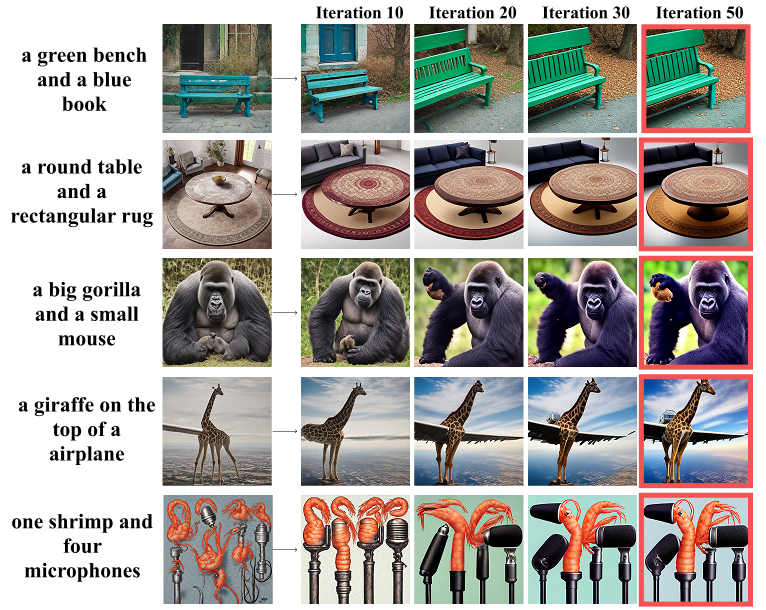 Iteration 10
Iteration 20
Iteration 30
Iteration 50
a green bench
and a blue
book
a round table
and a
rectangular rug
a big gorilla
and a small
mouse
a giraffe on the
top of a
airplane
one shrimp and
four
microphones